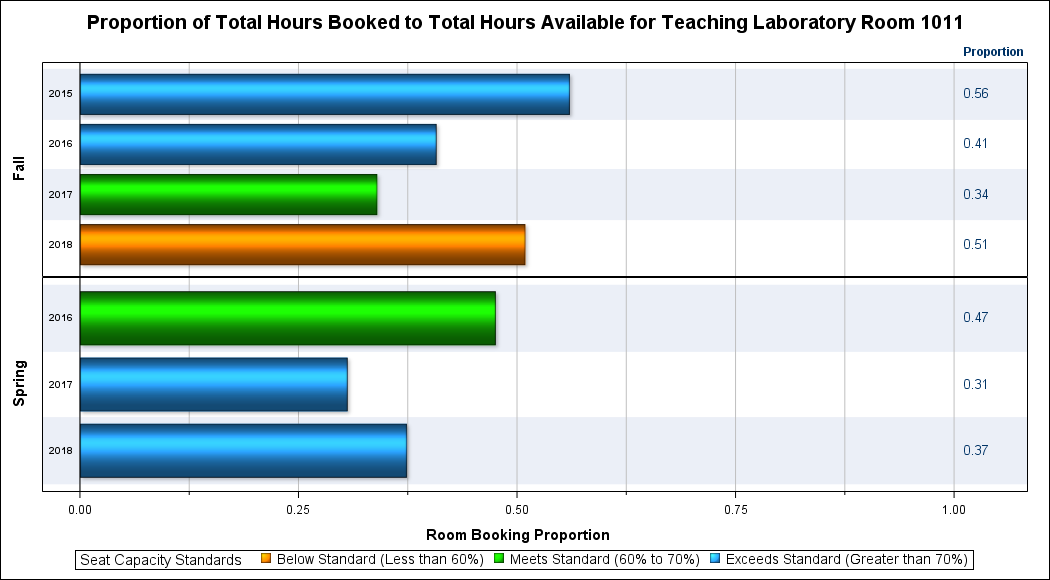 Proportion of Total Hours Booked to Total Hours Available for Teaching Laboratory Room 1011
Proportion
Fall
2015 0.56
2016 0.41
2017 0.34
2018 0.51
Spring
2016 0.47
2017 0.31
2018 0.37
0.00 0.25 0.50 0.75 1.00
Room Booking Proportion
Seat Capacity Standards Below Standard (Less than 60%) Meets Standard (60% to 70%) Exceeds Standard (Greater than 70%)